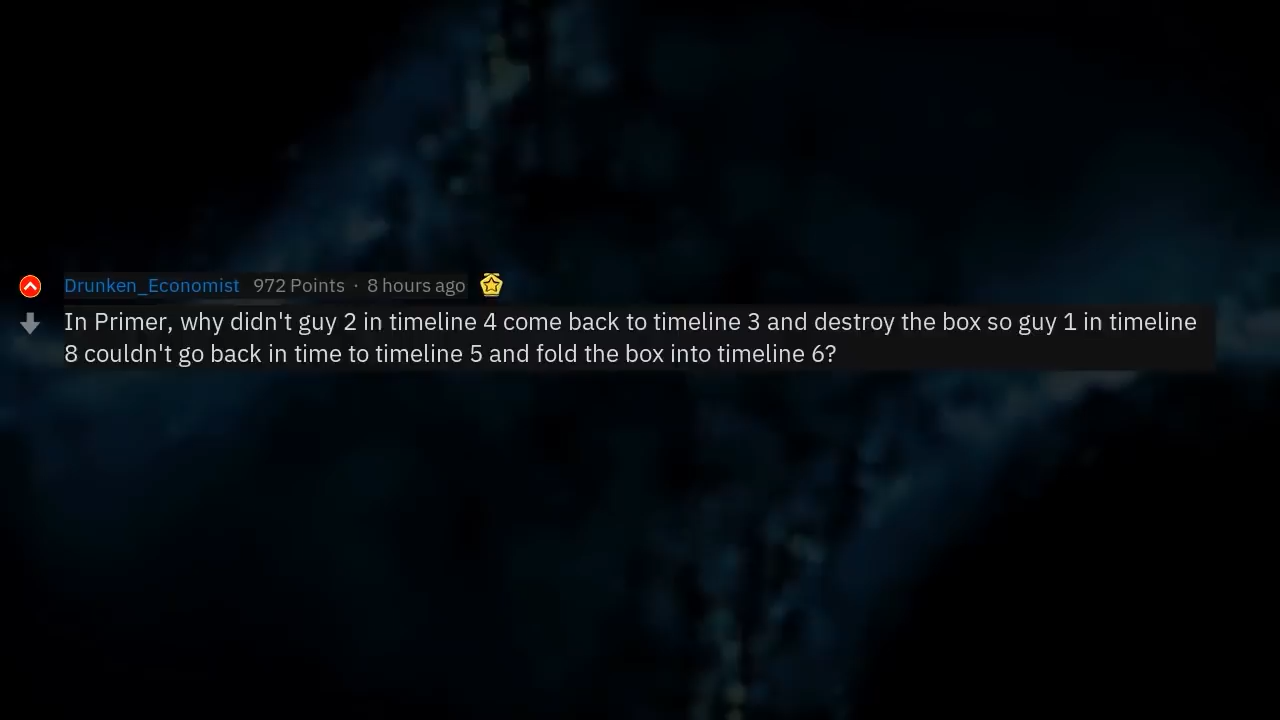 Drunken_Economist 972 Points · 8 hours ago
In Primer, why didn't guy 2 in timeline 4 come back to timeline 3 and destroy the box so guy 1 in timeline
8 couldn't go back in time to timeline 5 and fold the box into timeline 6?